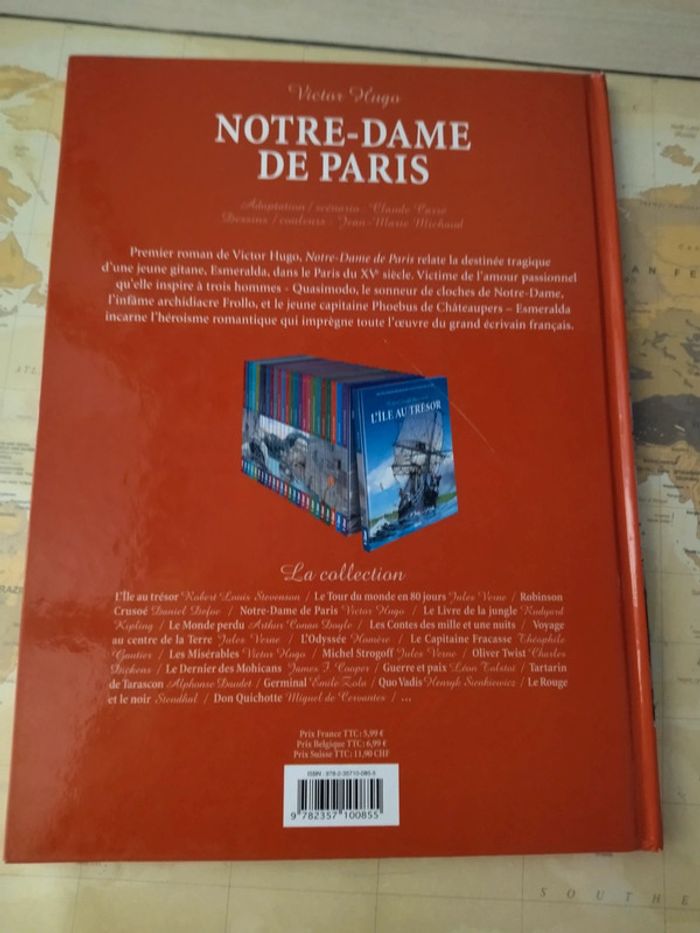 Victor Hugo
NOTRE-DAME
DE PARIS
Adaptation / scénario : Claude Carré
Dessins / couleurs : Jean-Marie Michaud
Premier roman de Victor Hugo, Notre-Dame de Paris relate la destinée tragique
d'une jeune gitane, Esmeralda, dans le Paris du XVe siècle. Victime de l'amour passionnel
qu'elle inspire à trois hommes - Quasimodo, le sonneur de cloches de Notre-Dame,
l'infâme archidiacre Frollo, et le jeune capitaine Phoebus de Châteaupers – Esmeralda
incarne l'héroïsme romantique qui imprègne toute l'œuvre du grand écrivain français.
L'ÎLE AU TRÉSOR
La collection
L'Île au trésor Robert Louis Stevenson / Le Tour du monde en 80 jours Jules Verne / Robinson
Crusoé Daniel Defoe / Notre-Dame de Paris Victor Hugo / Le Livre de la jungle Rudyard
Kipling / Le Monde perdu Arthur Conan Doyle / Les Contes des mille et une nuits / Voyage
au centre de la Terre Jules Verne / L'Odyssée Homère / Le Capitaine Fracasse Théophile
Gautier / Les Misérables Victor Hugo / Michel Strogoff Jules Verne / Oliver Twist Charles
Dickens / Le Dernier des Mohicans James F. Cooper / Guerre et paix Léon Tolstoï / Tartarin
de Tarascon Alphonse Daudet / Germinal Emile Zola / Quo Vadis Henryk Sienkiewicz / Le Rouge
et le noir Stendhal / Don Quichotte Miguel de Cervantes / ...
Prix France TTC : 5,99 €
Prix Belgique TTC : 6,99 €
Prix Suisse TTC : 11,90 CHF
ISBN : 978-2-35710-085-5
9 782357 100855
SOUTHE